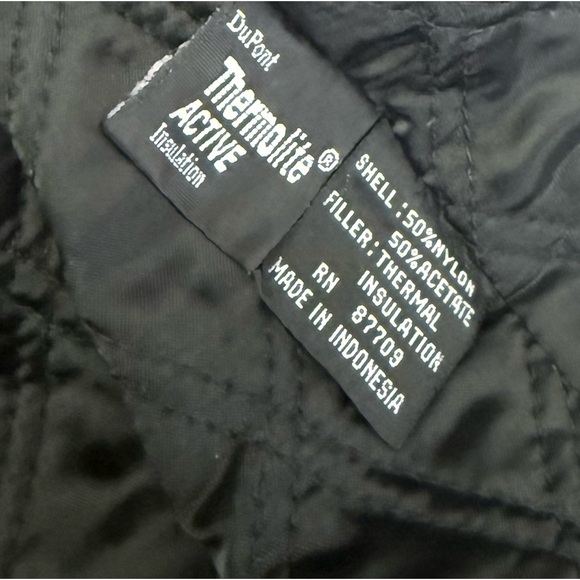 DuPont
Thermolite®
ACTIVE
Insulation
SHELL : 50%NYLON
50%ACETATE
FILLER : THERMAL
INSULATION
RN 87709
MADE IN INDONESIA